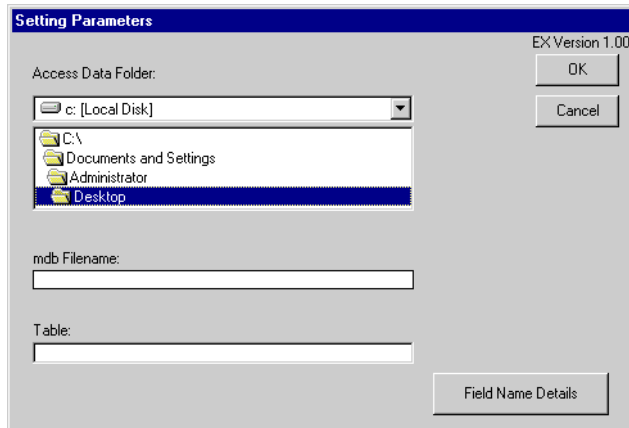 Setting Parameters
EX Version 1.00
Access Data Folder:
OK
c: [Local Disk]
Cancel
C:\
Documents and Settings
Administrator
Desktop
mdb Filename:
Table:
Field Name Details